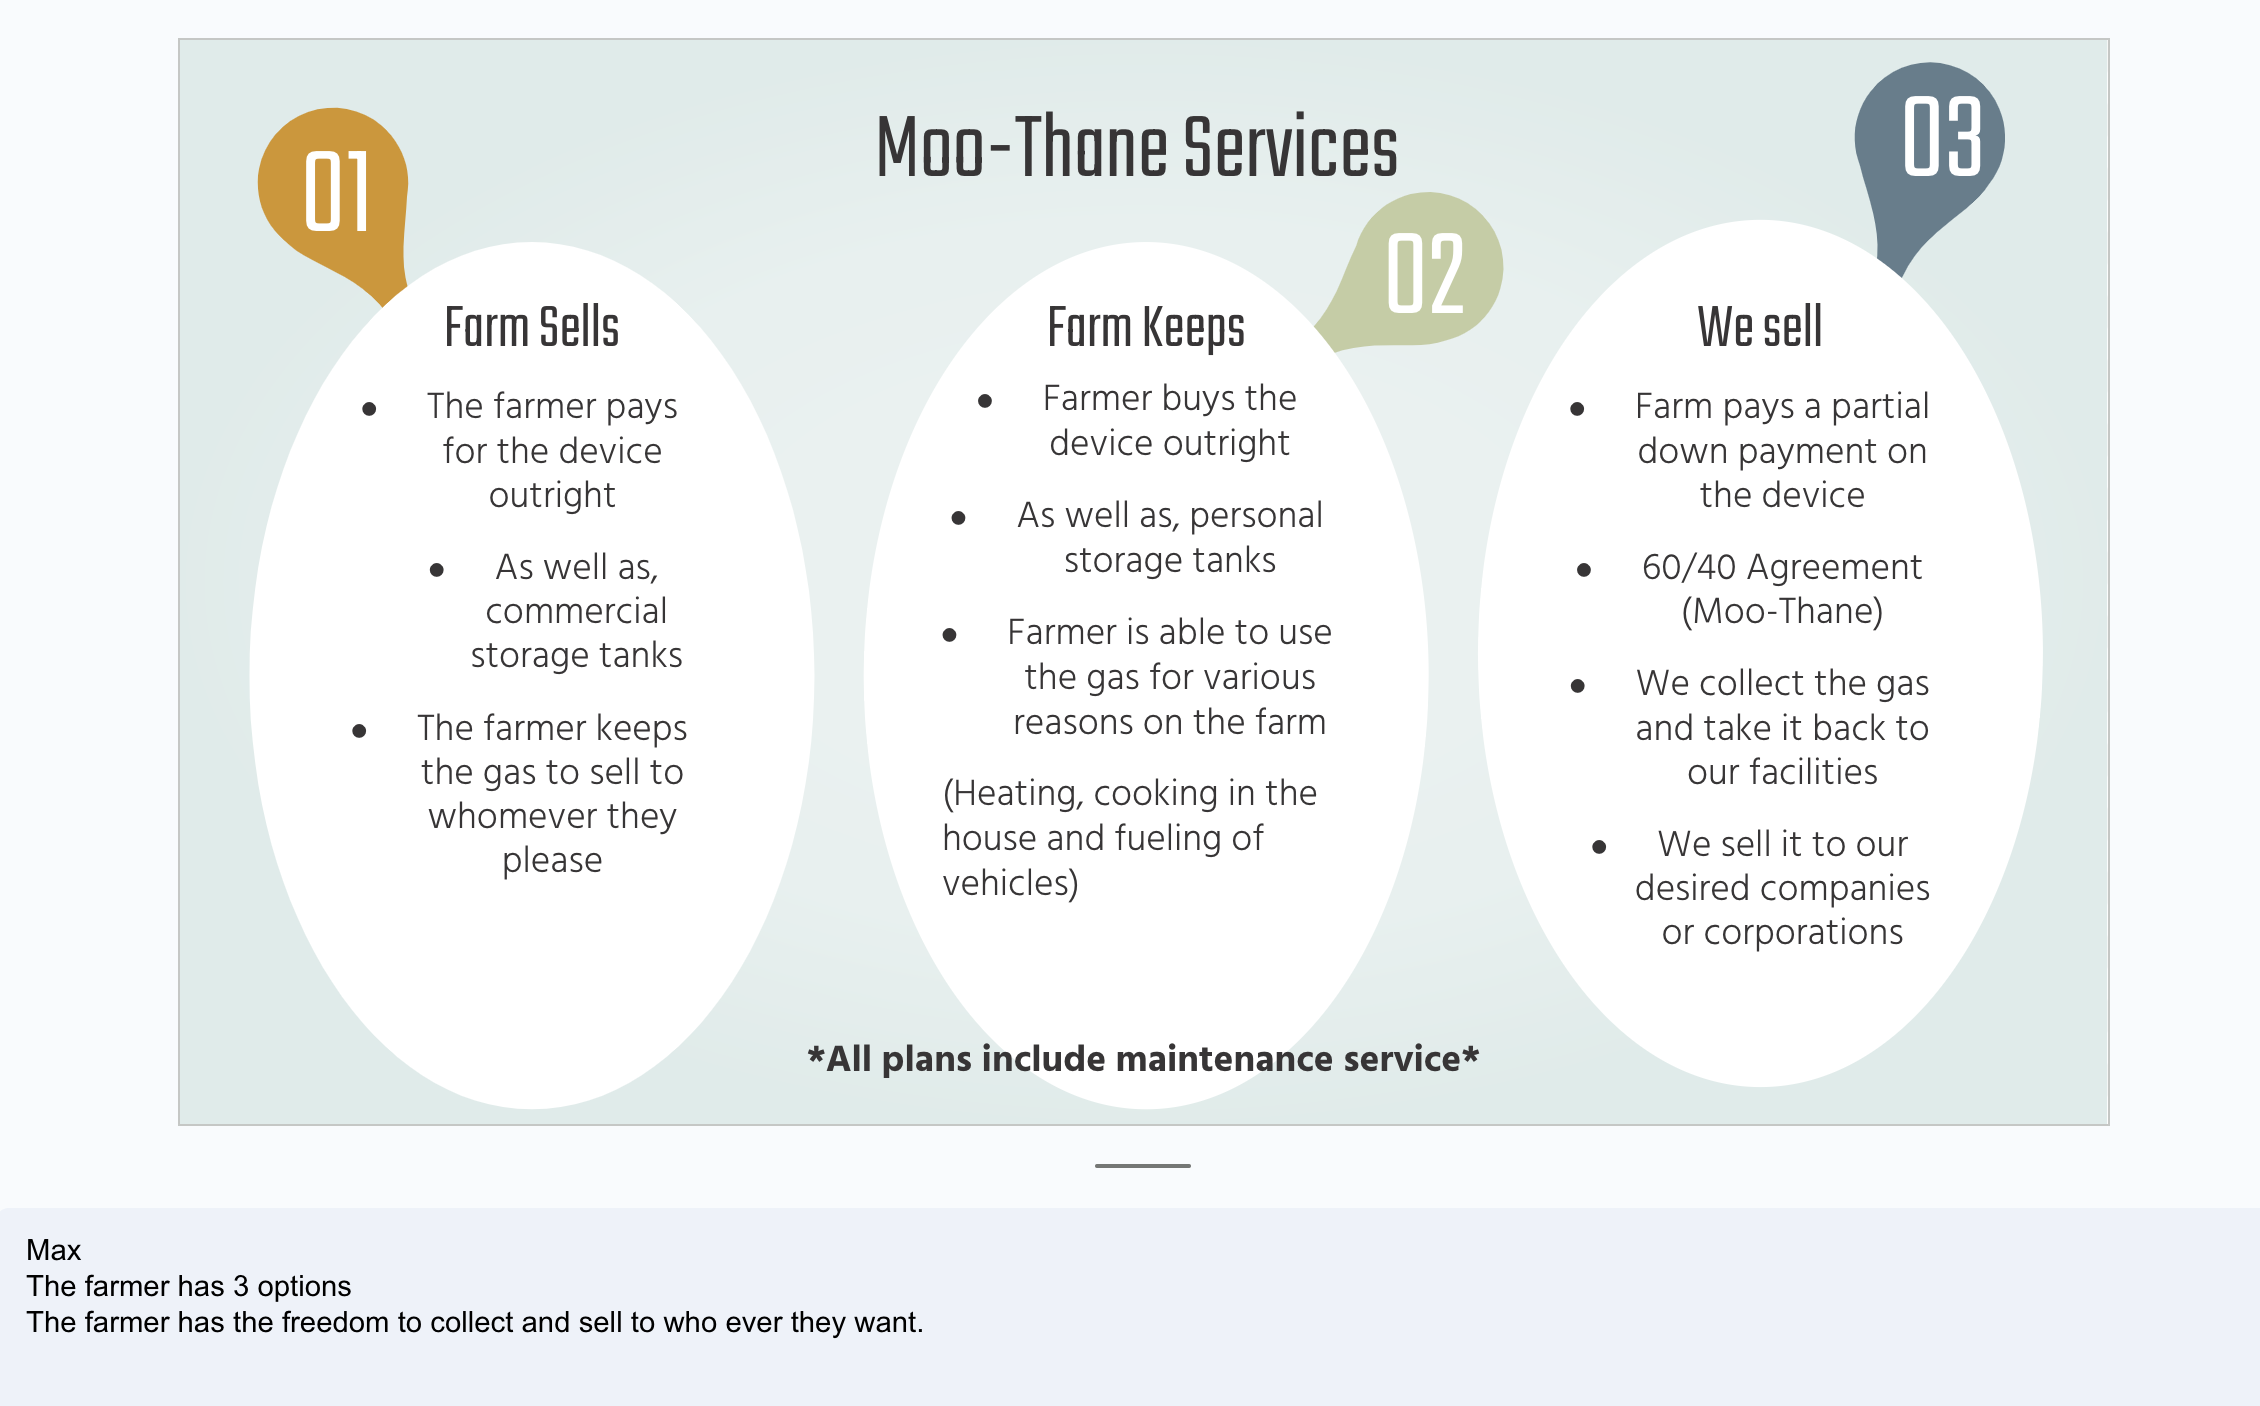 Moo-Thane Services
01
Farm Sells
● The farmer pays
for the device
outright
● As well as,
commercial
storage tanks
● The farmer keeps
the gas to sell to
whomever they
please
02
Farm Keeps
● Farmer buys the
device outright
● As well as, personal
storage tanks
● Farmer is able to use
the gas for various
reasons on the farm
(Heating, cooking in the
house and fueling of
vehicles)
03
We sell
● Farm pays a partial
down payment on
the device
● 60/40 Agreement
(Moo-Thane)
● We collect the gas
and take it back to
our facilities
● We sell it to our
desired companies
or corporations
*All plans include maintenance service*
Max
The farmer has 3 options
The farmer has the freedom to collect and sell to who ever they want.